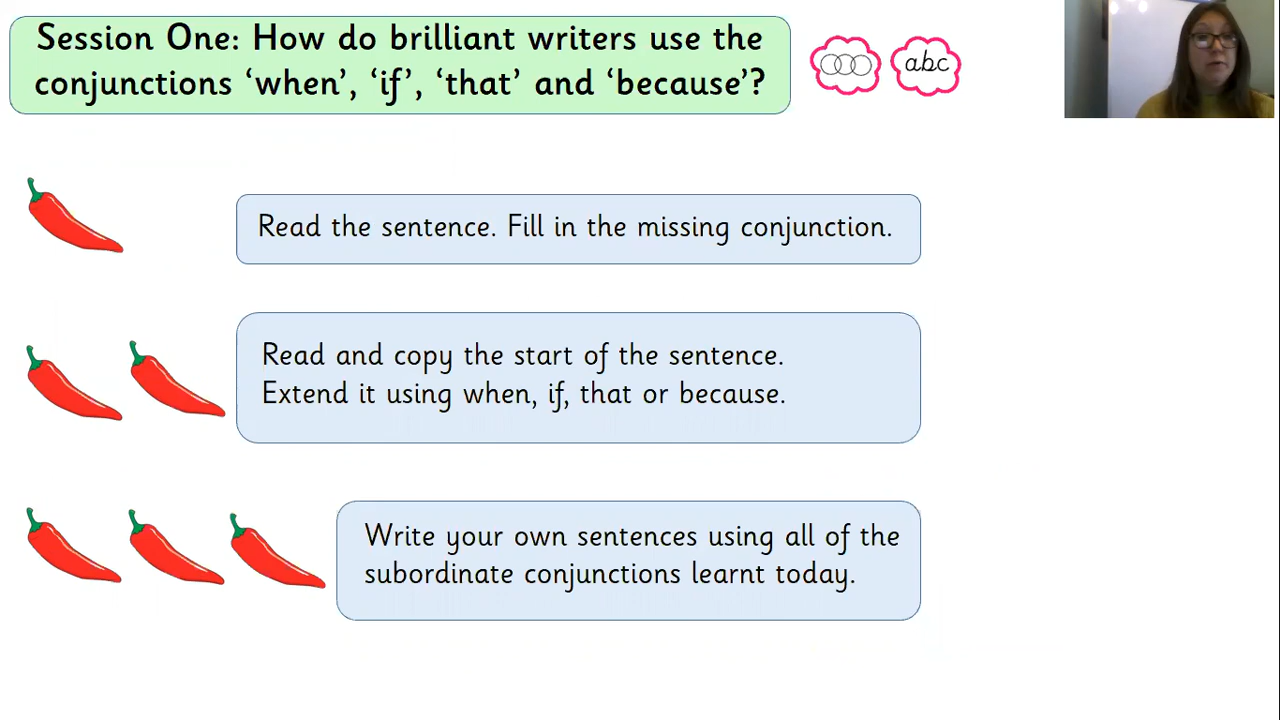 Session One: How do brilliant writers use the
conjunctions ‘when’, ‘if’, ‘that’ and ‘because’?
abc
Read the sentence. Fill in the missing conjunction.
Read and copy the start of the sentence.
Extend it using when, if, that or because.
Write your own sentences using all of the
subordinate conjunctions learnt today.